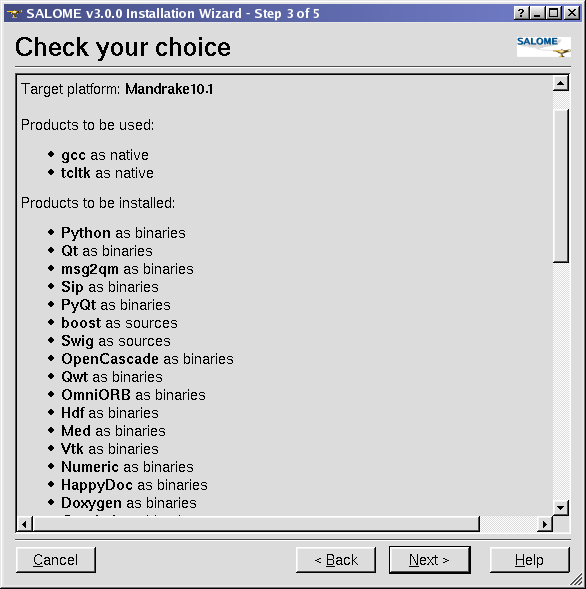 SALOME v3.0.0 Installation Wizard - Step 3 of 5
Check your choice
SALOME
Target platform: Mandrake10.1
Products to be used:
gcc as native
tcltk as native
Products to be installed:
Python as binaries
Qt as binaries
msg2qm as binaries
Sip as binaries
PyQt as binaries
boost as sources
Swig as sources
OpenCascade as binaries
Qwt as binaries
OmniORB as binaries
Hdf as binaries
Med as binaries
Vtk as binaries
Numeric as binaries
HappyDoc as binaries
Doxygen as binaries
Cancel
< Back
Next >
Help